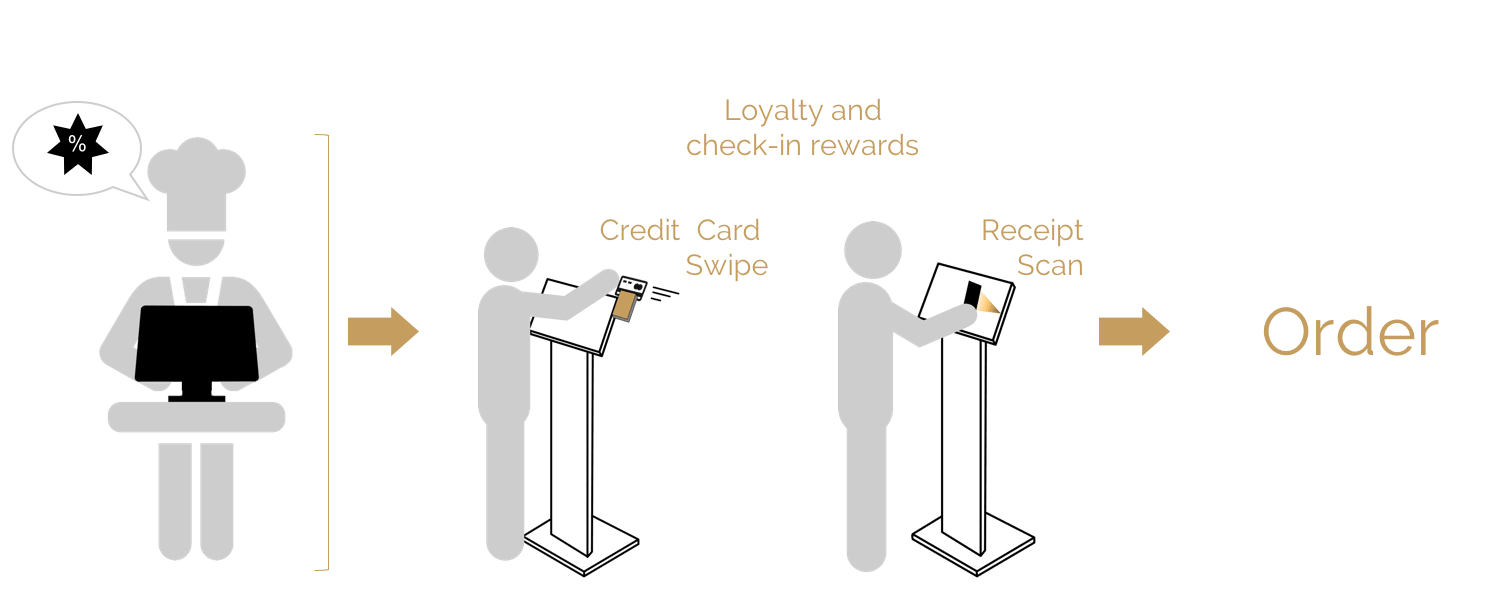 %
Loyalty and
check-in rewards
Credit Card
Swipe
Receipt
Scan
Order